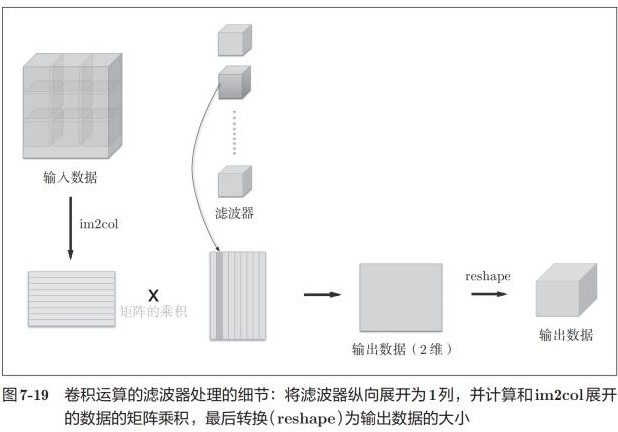 输入数据
滤波器
im2col
X
矩阵的乘积
reshape
输出数据（2 维）
输出数据
图7-19 卷积运算的滤波器处理的细节：将滤波器纵向展开为1列，并计算和im2col展开
的数据的矩阵乘积，最后转换（reshape）为输出数据的大小